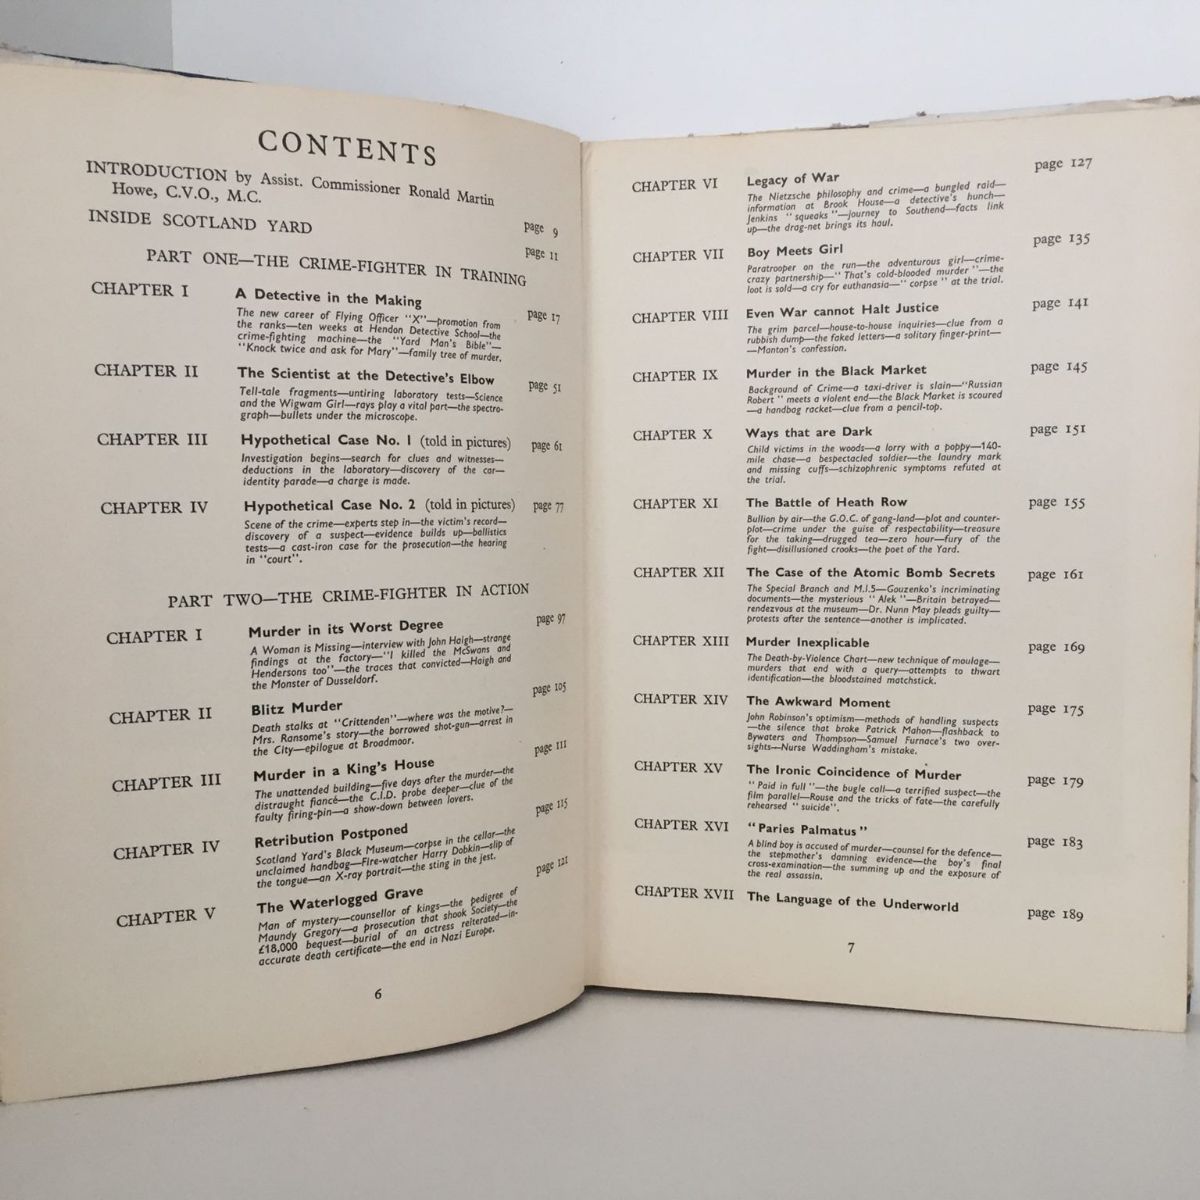 CONTENTS
INTRODUCTION by Assist. Commissioner Ronald Martin
Howe, C.V.O., M.C.
page 9
INSIDE SCOTLAND YARD
page 11
PART ONE—THE CRIME-FIGHTER IN TRAINING
CHAPTER I A Detective in the Making page 17
The new career of Flying Officer "X"—promotion from
the ranks—ten weeks at Hendon Detective School—the
crime-fighting machine—the "Yard Man's Bible"—
"Knock twice and ask for Mary"—family tree of murder.
CHAPTER II The Scientist at the Detective's Elbow page 51
Tell-tale fragments—untiring laboratory tests—Science
and the Wigwam Girl—rays play a vital part—the spectro-
graph—bullets under the microscope.
CHAPTER III Hypothetical Case No. 1 (told in pictures) page 61
Investigation begins—search for clues and witnesses—
deductions in the laboratory—discovery of the car—
identity parade—a charge is made.
CHAPTER IV Hypothetical Case No. 2 (told in pictures) page 77
Scene of the crime—experts step in—the victim's record—
discovery of a suspect—evidence builds up—ballistics
tests—a cast-iron case for the prosecution—the hearing
in "court".
PART TWO—THE CRIME-FIGHTER IN ACTION
CHAPTER I Murder in its Worst Degree page 97
A Woman is Missing—interview with John Haigh—strange
findings at the factory—"I killed the McSwans and
Hendersons too"—the traces that convicted—Haigh and
the Monster of Dusseldorf.
CHAPTER II Blitz Murder page 105
Death stalks at "Crittenden"—where was the motive?—
Mrs. Ransome's story—the borrowed shot-gun—arrest in
the City—epilogue at Broadmoor.
CHAPTER III Murder in a King's House page 111
The unattended building—five days after the murder—the
distraught fiancé—the C.I.D. probe deeper—clue of the
faulty firing-pin—a show-down between lovers.
CHAPTER IV Retribution Postponed page 115
Scotland Yard's Black Museum—corpse in the cellar—the
unclaimed handbag—Fire-watcher Harry Dobkin—slip of
the tongue—an X-ray portrait—the sting in the jest.
CHAPTER V The Waterlogged Grave page 121
Man of mystery—counsellor of kings—the pedigree of
Maundy Gregory—a prosecution that shook Society—the
£18,000 bequest—burial of an actress reiterated—in-
accurate death certificate—the end in Nazi Europe.
6
CHAPTER VI Legacy of War page 127
The Nietzsche philosophy and crime—a bungled raid—
information at Brook House—a detective's hunch—
Jenkins "squeaks"—journey to Southend—facts link
up—the drag-net brings its haul.
CHAPTER VII Boy Meets Girl page 135
Paratrooper on the run—the adventurous girl—crime-
crazy partnership—"That's cold-blooded murder"—the
loot is sold—a cry for euthanasia—"corpse" at the trial.
CHAPTER VIII Even War cannot Halt Justice page 141
The grim parcel—house-to-house inquiries—clue from a
rubbish dump—the faked letters—a solitary finger-print—
—Manton's confession.
CHAPTER IX Murder in the Black Market page 145
Background of Crime—a taxi-driver is slain—"Russian
Robert" meets a violent end—the Black Market is scoured
—a handbag racket—clue from a pencil-top.
CHAPTER X Ways that are Dark page 151
Child victims in the woods—a lorry with a poppy—140-
mile chase—a bespectacled soldier—the laundry mark
and missing cuffs—schizophrenic symptoms refuted at
the trial.
CHAPTER XI The Battle of Heath Row page 155
Bullion by air—the G.O.C. of gang-land—plot and counter-
plot—crime under the guise of respectability—treasure
for the taking—drugged tea—zero hour—fury of the
fight—disillusioned crooks—the poet of the Yard.
CHAPTER XII The Case of the Atomic Bomb Secrets page 161
The Special Branch and M.I.5—Gouzenko's incriminating
documents—the mysterious "Alek"—Britain betrayed—
rendezvous at the museum—Dr. Nunn May pleads guilty—
protests after the sentence—another is implicated.
CHAPTER XIII Murder Inexplicable page 169
The Death-by-Violence Chart—new technique of moulage—
murders that end with a query—attempts to thwart
identification—the bloodstained matchstick.
CHAPTER XIV The Awkward Moment page 175
John Robinson's optimism—methods of handling suspects
—the silence that broke Patrick Mahon—flashback to
Bywaters and Thompson—Samuel Furnace's two over-
sights—Nurse Waddingham's mistake.
CHAPTER XV The Ironic Coincidence of Murder page 179
"Paid in full"—the bugle call—a terrified suspect—the
film parallel—Rouse and the tricks of fate—the carefully
rehearsed "suicide".
CHAPTER XVI "Paries Palmatus" page 183
A blind boy is accused of murder—counsel for the defence—
the stepmother's damning evidence—the boy's final
cross-examination—the summing up and the exposure of
the real assassin.
CHAPTER XVII The Language of the Underworld page 189
7